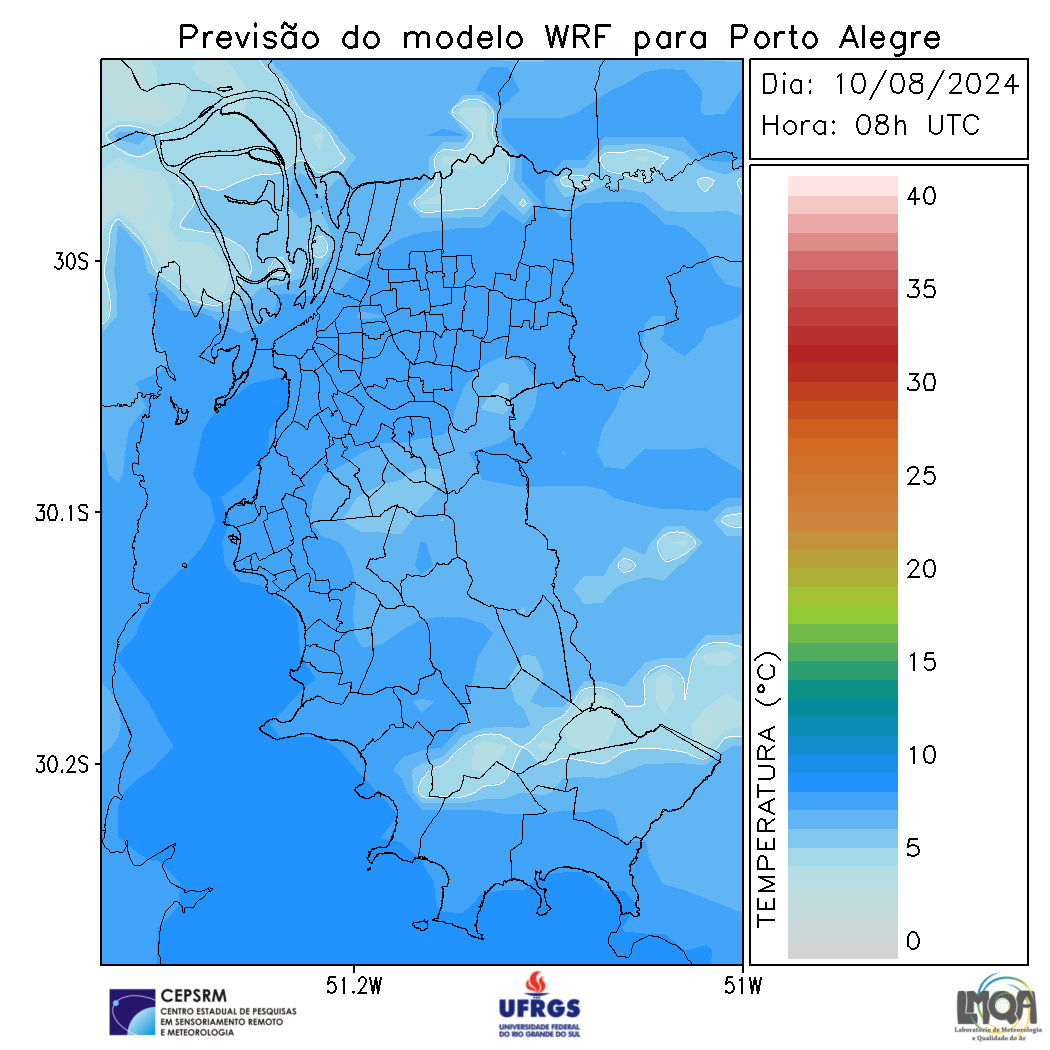 Previsão do modelo WRF para Porto Alegre
Dia: 10/08/2024
Hora: 08h UTC
40
35
30
25
20
15
10
5
0
TEMPERATURA (°C)
30S
30.1S
30.2S
51.2W
51W
CEPSRM
CENTRO ESTADUAL DE PESQUISAS
EM SENSORIAMENTO REMOTO
E METEOROLOGIA
UFRGS
UNIVERSIDADE FEDERAL
DO RIO GRANDE DO SUL
LMQA
Laboratório de Meteorologia
e Qualidade do Ar